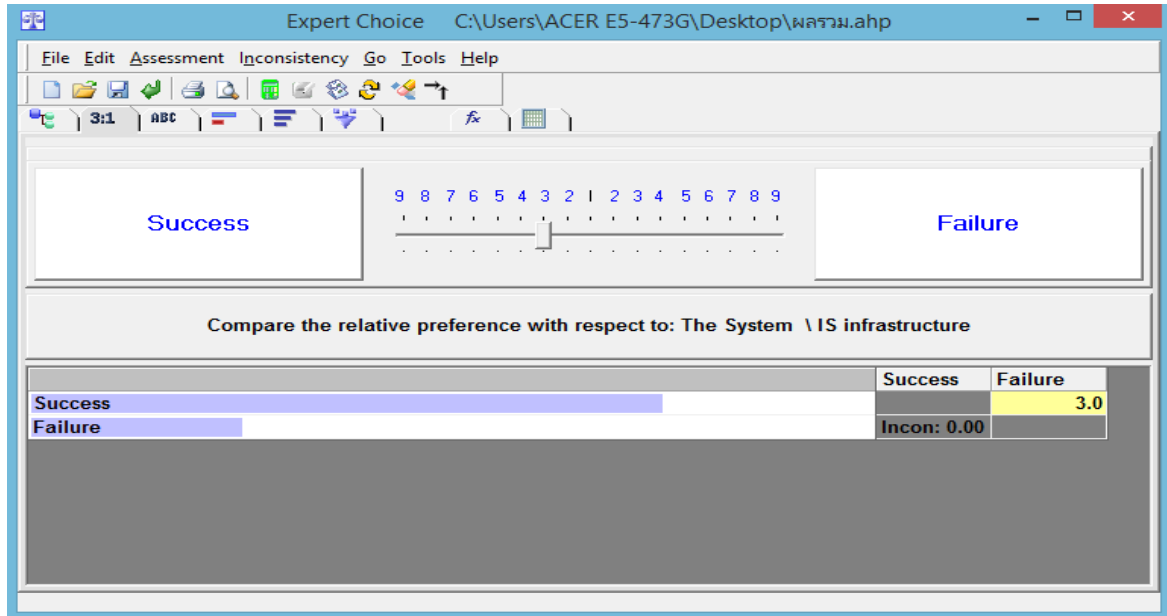 Expert Choice C:\Users\ACER E5-473G\Desktop\ผลรวม.ahp
File Edit Assessment Inconsistency Go Tools Help
3:1 ABC fx
9 8 7 6 5 4 3 2 1 2 3 4 5 6 7 8 9
Success Failure
Compare the relative preference with respect to: The System \ IS infrastructure
Success Failure
Success 3.0
Failure Incon: 0.00